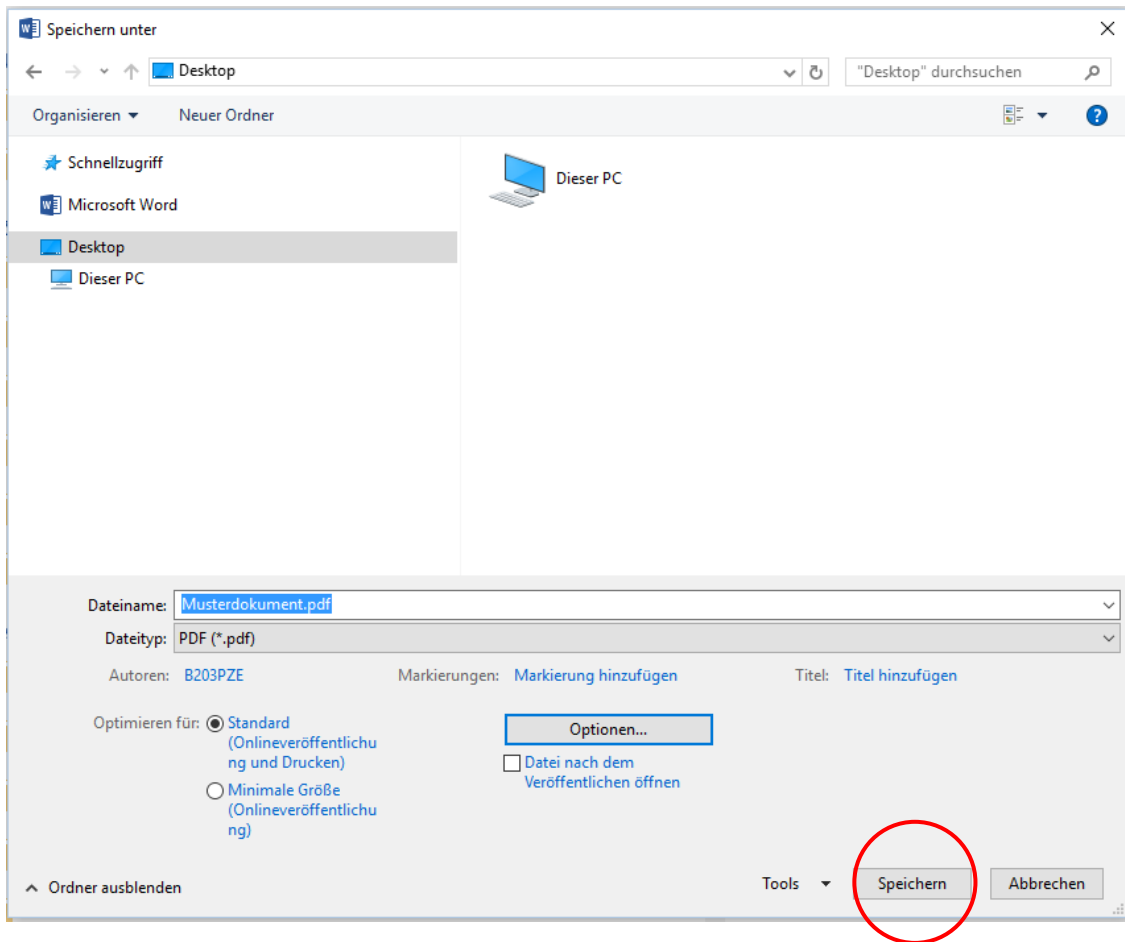 Speichern unter
Desktop
"Desktop" durchsuchen
Organisieren
Neuer Ordner
?
Schnellzugriff
Microsoft Word
Desktop
Dieser PC
Dieser PC
Dateiname: Musterdokument.pdf
Dateityp: PDF (*.pdf)
Autoren: B203PZE
Markierungen: Markierung hinzufügen
Titel: Titel hinzufügen
Optimieren für: Standard
(Onlineveröffentlichu
ng und Drucken)
Minimale Größe
(Onlineveröffentlichu
ng)
Optionen...
Datei nach dem
Veröffentlichen öffnen
Ordner ausblenden
Tools
Speichern
Abbrechen